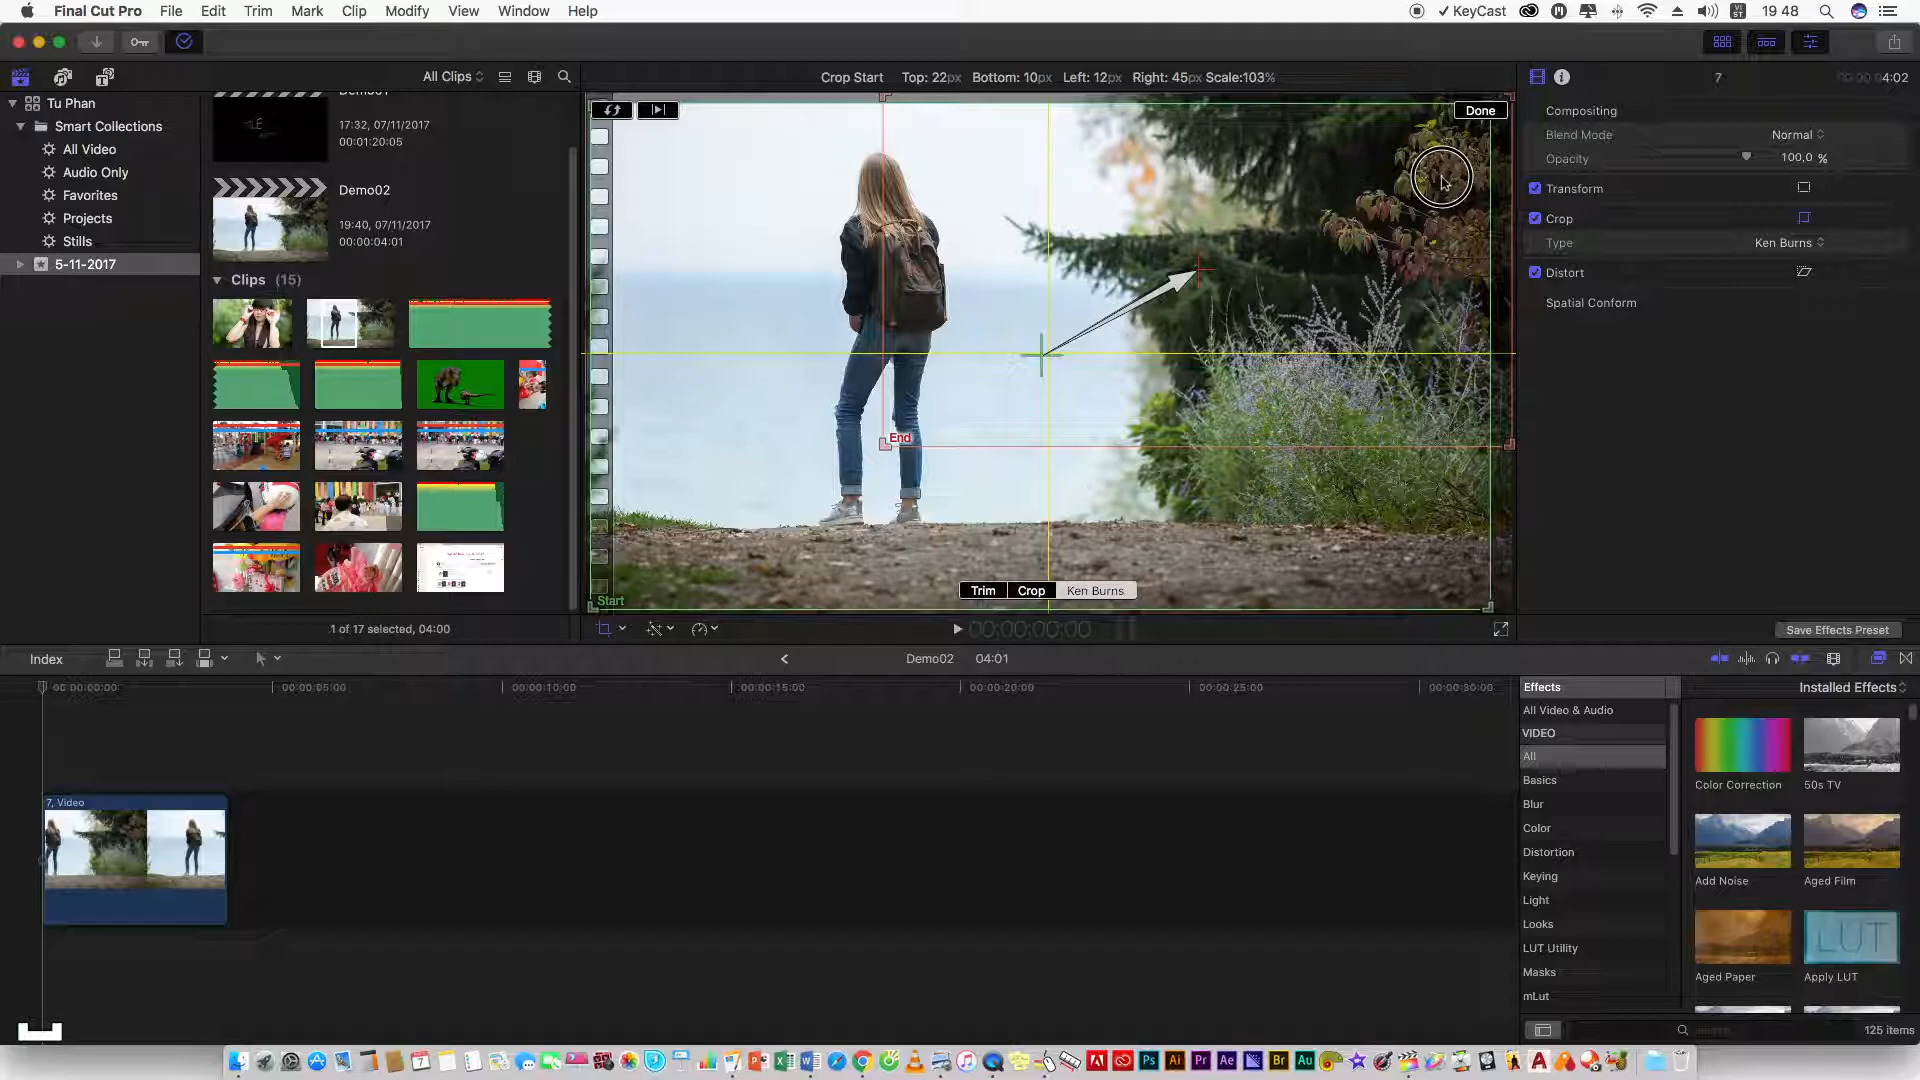 Final Cut Pro File Edit Trim Mark Clip Modify View Window Help
KeyCast 19 48
All Clips
Crop Start Top: 22px Bottom: 10px Left: 12px Right: 45px Scale:103%
7 4:02
Tu Phan
Smart Collections
All Video
Audio Only
Favorites
Projects
Stills
5-11-2017
17:32, 07/11/2017
00:01:20:05
Demo02
19:40, 07/11/2017
00:00:04:01
Clips (15)
1 of 17 selected, 04:00
Done
End
Start
Trim Crop Ken Burns
00:00:00:00
Compositing
Blend Mode Normal
Opacity 100,0 %
Transform
Crop
Type Ken Burns
Distort
Spatial Conform
Save Effects Preset
Index
Demo02 04:01
00:00:00:00 00:00:05:00 00:00:10:00 00:00:15:00 00:00:20:00 00:00:25:00 00:00:30:00
7, Video
Effects
Installed Effects
All Video & Audio
VIDEO
All
Basics
Blur
Color
Distortion
Keying
Light
Looks
LUT Utility
Masks
mLut
Color Correction
50s TV
Add Noise
Aged Film
Aged Paper
LUT
Apply LUT
125 items
Ps Ai Pr Ae Br Au